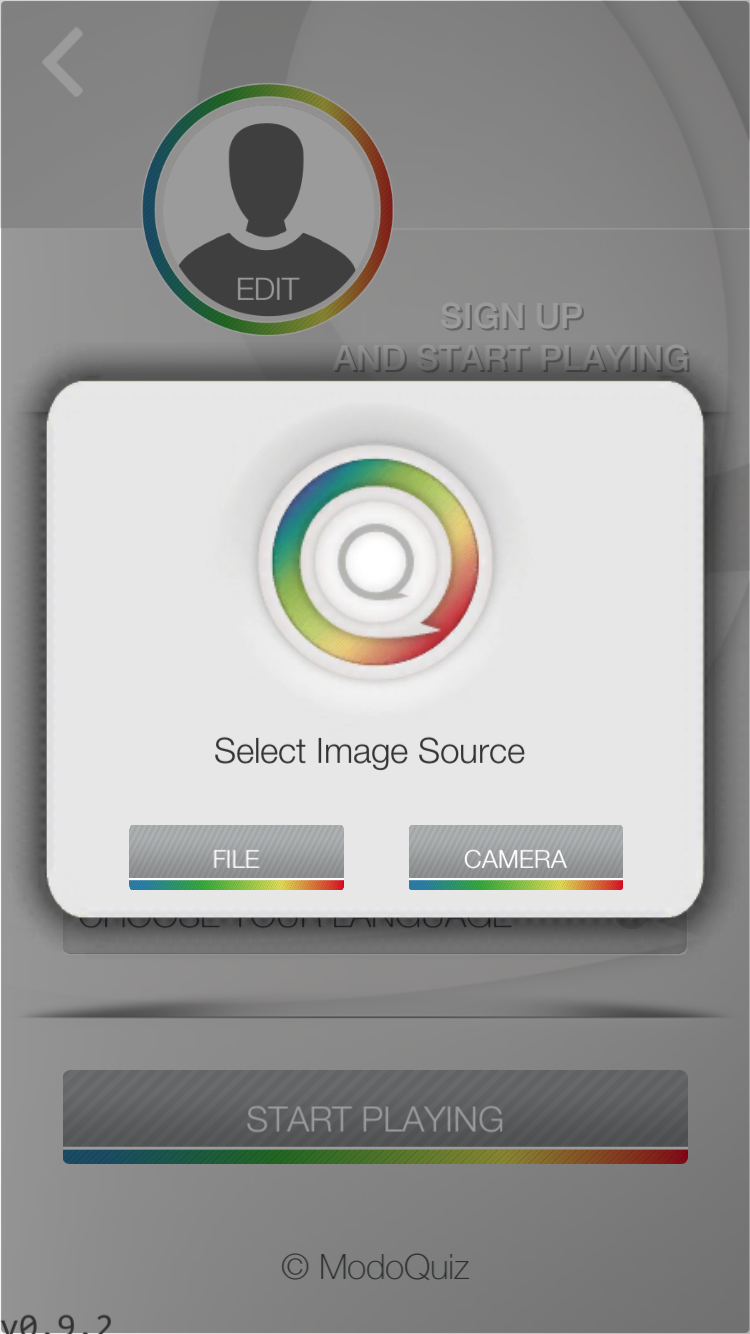 EDIT
SIGN UP
AND START PLAYING
Select Image Source
FILE CAMERA
CHOOSE YOUR LANGUAGE
START PLAYING
© ModoQuiz
v0.9.2